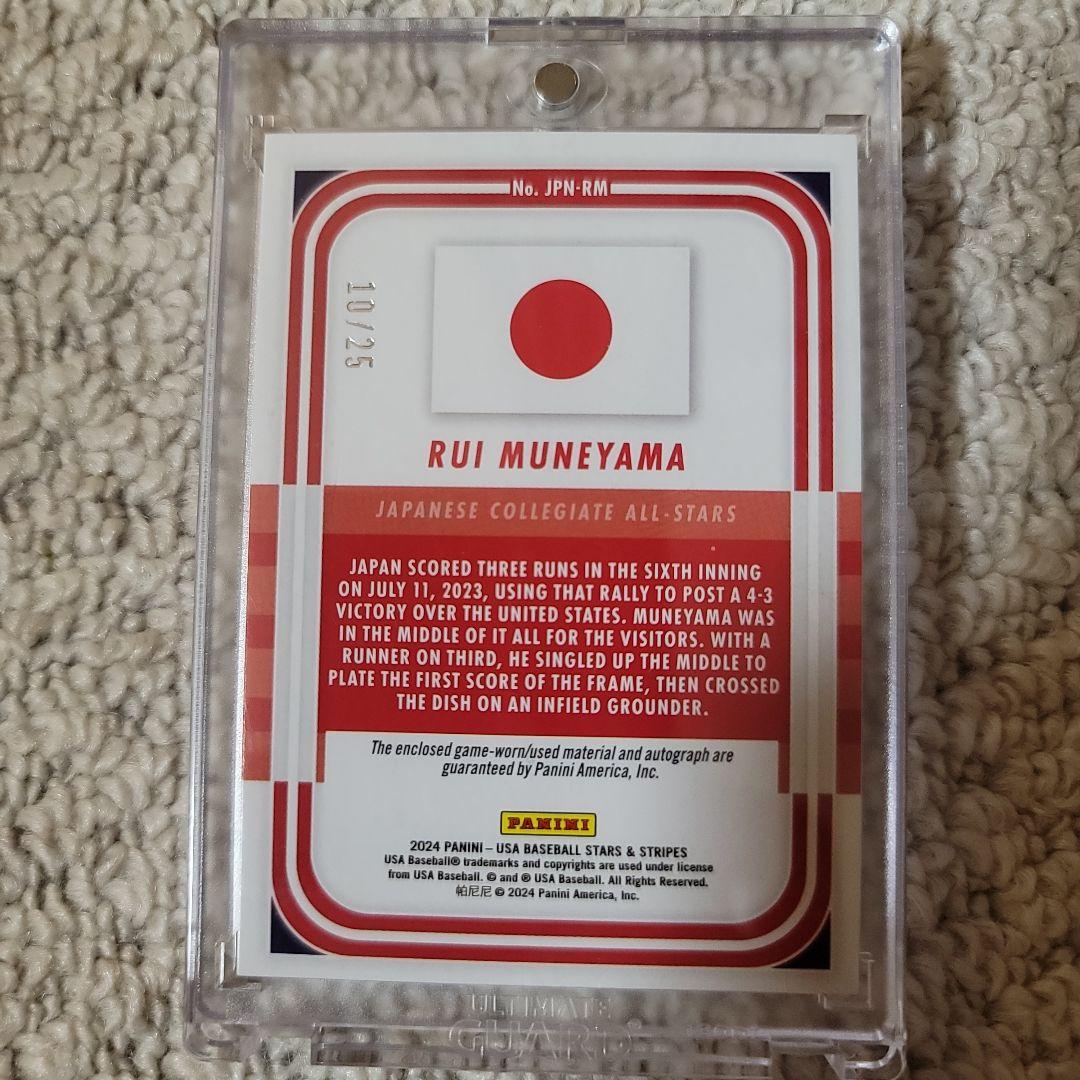 No. JPN-RM
10/25
RUI MUNEYAMA
JAPANESE COLLEGIATE ALL-STARS
JAPAN SCORED THREE RUNS IN THE SIXTH INNING
ON JULY 11, 2023, USING THAT RALLY TO POST A 4-3
VICTORY OVER THE UNITED STATES. MUNEYAMA WAS
IN THE MIDDLE OF IT ALL FOR THE VISITORS. WITH A
RUNNER ON THIRD, HE SINGLED UP THE MIDDLE TO
PLATE THE FIRST SCORE OF THE FRAME, THEN CROSSED
THE DISH ON AN INFIELD GROUNDER.
The enclosed game-worn/used material and autograph are
guaranteed by Panini America, Inc.
PANINI
2024 PANINI – USA BASEBALL STARS & STRIPES
USA Baseball® trademarks and copyrights are used under license
from USA Baseball. © and ® USA Baseball. All Rights Reserved.
帕尼尼 © 2024 Panini America, Inc.
ULTIMATE
GUARD